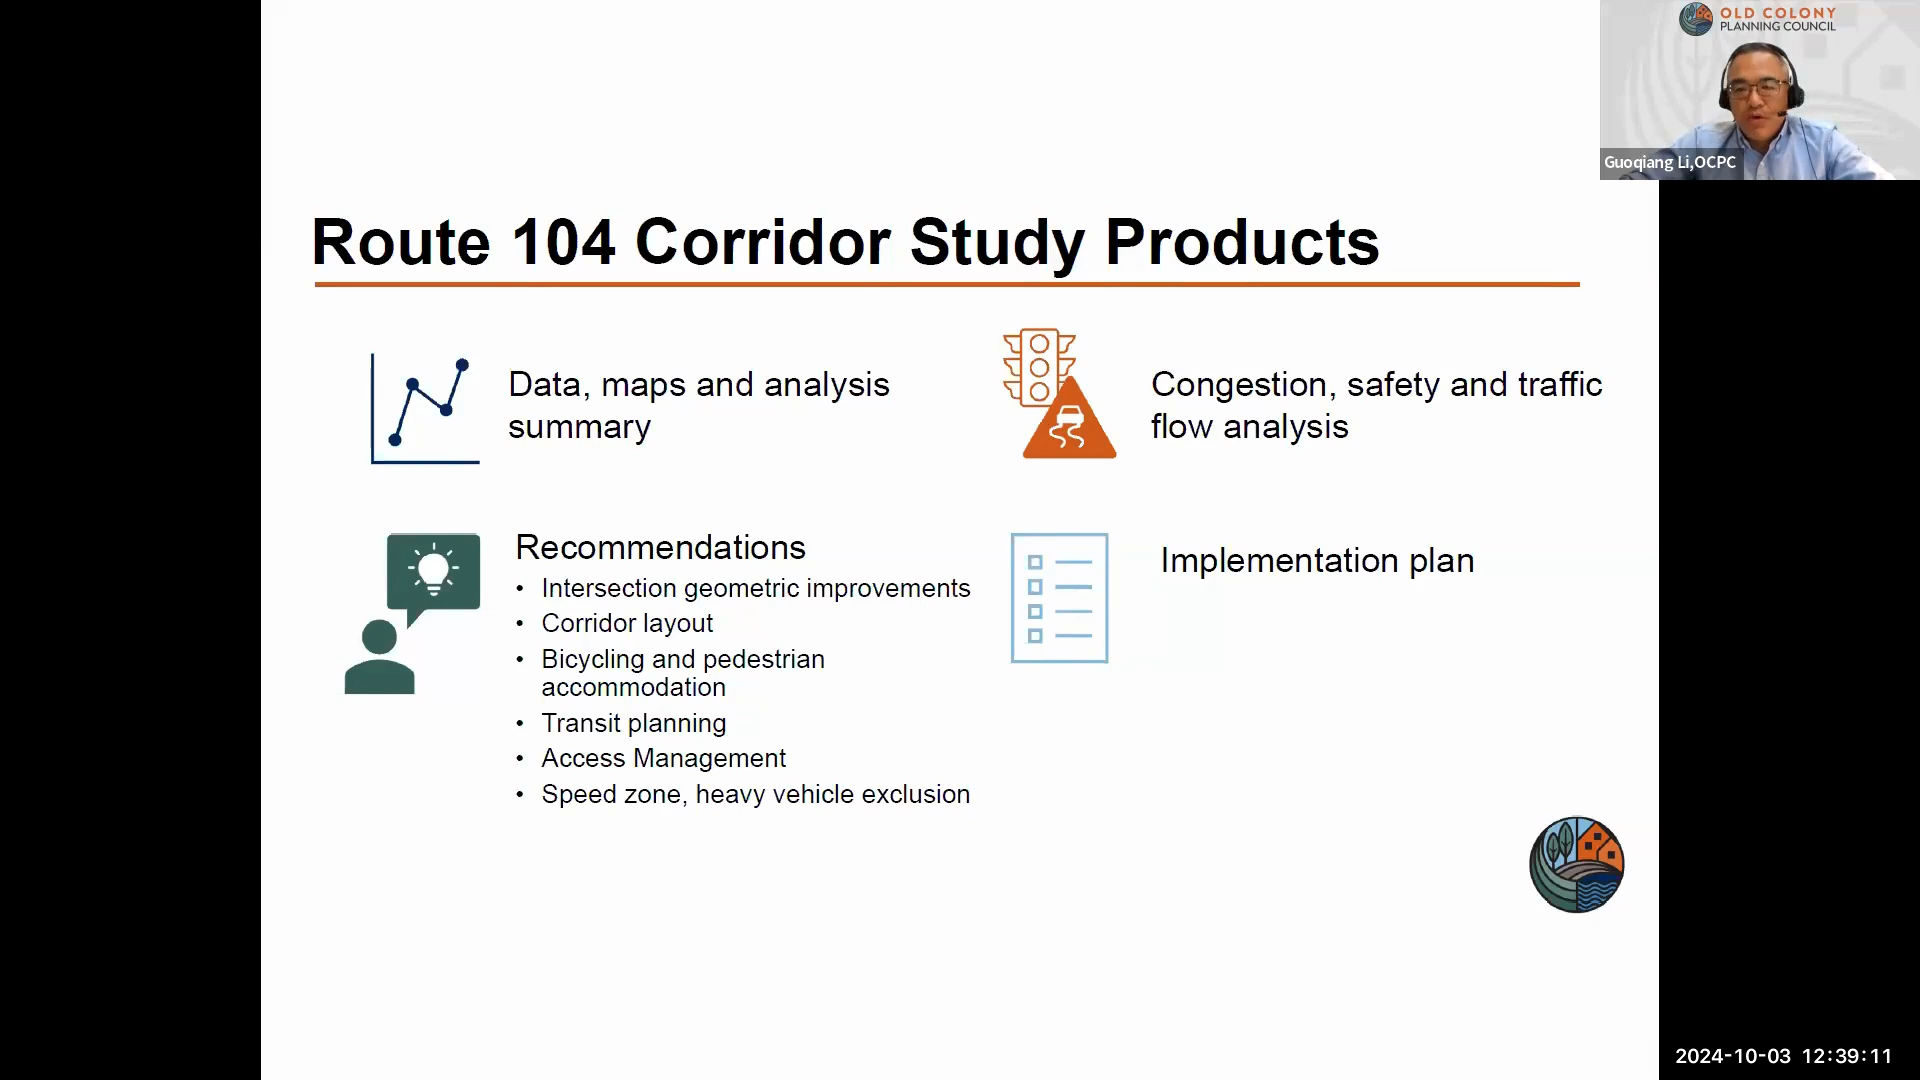 OLD COLONY
PLANNING COUNCIL
Guoqiang Li,OCPC
Route 104 Corridor Study Products
Data, maps and analysis
summary
Congestion, safety and traffic
flow analysis
Recommendations
• Intersection geometric improvements
• Corridor layout
• Bicycling and pedestrian
accommodation
• Transit planning
• Access Management
• Speed zone, heavy vehicle exclusion
Implementation plan
2024-10-03 12:39:11